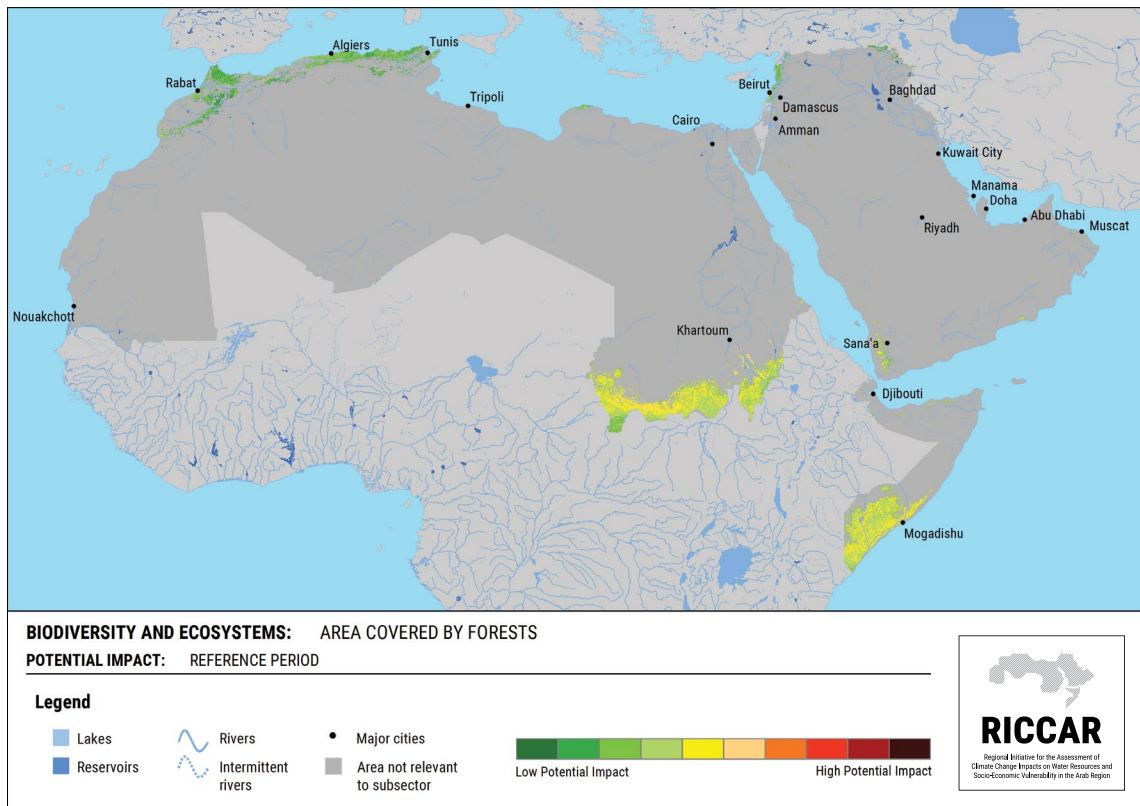 Algiers
Tunis
Rabat
Tripoli
Beirut
Damascus
Amman
Baghdad
Cairo
Kuwait City
Manama
Doha
Abu Dhabi
Muscat
Riyadh
Nouakchott
Khartoum
Sana'a
Djibouti
Mogadishu
BIODIVERSITY AND ECOSYSTEMS: AREA COVERED BY FORESTS
POTENTIAL IMPACT: REFERENCE PERIOD
Legend
Lakes
Reservoirs
Rivers
Intermittent
rivers
Major cities
Area not relevant
to subsector
Low Potential Impact
High Potential Impact
RICCAR
Regional Initiative for the Assessment of
Climate Change Impacts on Water Resources and
Socio-Economic Vulnerability in the Arab Region